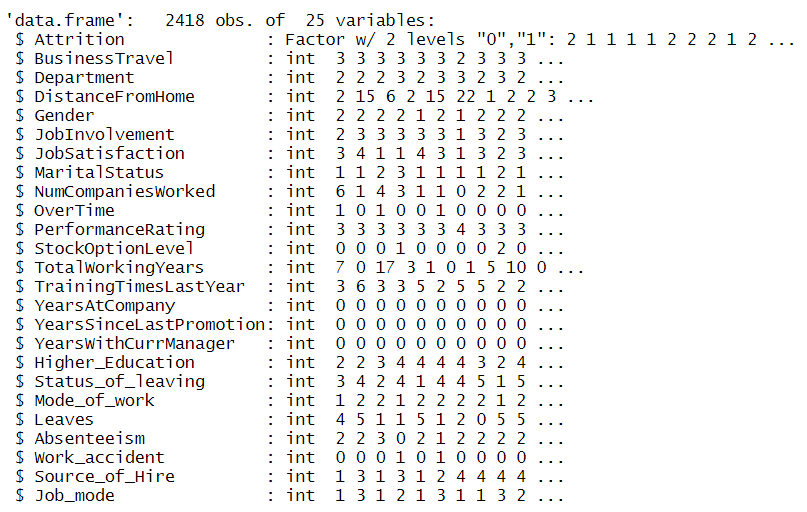 'data.frame':	2418 obs. of  25 variables:
 $ Attrition              : Factor w/ 2 levels "0","1": 2 1 1 1 1 2 2 2 1 2 ...
 $ BusinessTravel         : int  3 3 3 3 3 3 2 3 3 3 ...
 $ Department             : int  2 2 2 3 2 3 3 2 3 2 ...
 $ DistanceFromHome       : int  2 15 6 2 15 22 1 2 2 3 ...
 $ Gender                 : int  2 2 2 2 1 2 1 2 2 2 ...
 $ JobInvolvement         : int  2 3 3 3 3 3 1 3 2 3 ...
 $ JobSatisfaction        : int  3 4 1 1 4 3 1 3 2 3 ...
 $ MaritalStatus          : int  1 1 2 3 1 1 1 1 2 1 ...
 $ NumCompaniesWorked     : int  6 1 4 3 1 1 0 2 2 1 ...
 $ OverTime               : int  1 0 1 0 0 1 0 0 0 0 ...
 $ PerformanceRating      : int  3 3 3 3 3 3 4 3 3 3 ...
 $ StockOptionLevel       : int  0 0 0 1 0 0 0 0 2 0 ...
 $ TotalWorkingYears      : int  7 0 17 3 1 0 1 5 10 0 ...
 $ TrainingTimesLastYear  : int  3 6 3 3 5 2 5 5 2 2 ...
 $ YearsAtCompany         : int  0 0 0 0 0 0 0 0 0 0 ...
 $ YearsSinceLastPromotion: int  0 0 0 0 0 0 0 0 0 0 ...
 $ YearsWithCurrManager   : int  0 0 0 0 0 0 0 0 0 0 ...
 $ Higher_Education       : int  2 2 3 4 4 4 4 3 2 4 ...
 $ Status_of_leaving      : int  3 4 2 4 1 4 4 5 1 5 ...
 $ Mode_of_work           : int  1 2 2 1 2 2 2 2 1 2 ...
 $ Leaves                 : int  4 5 1 1 5 1 2 0 5 5 ...
 $ Absenteeism            : int  2 2 3 0 2 1 2 2 2 2 ...
 $ Work_accident          : int  0 0 0 1 0 1 0 0 0 0 ...
 $ Source_of_Hire         : int  1 3 1 3 1 2 4 4 4 4 ...
 $ Job_mode               : int  1 3 1 2 1 3 1 1 3 2 ...